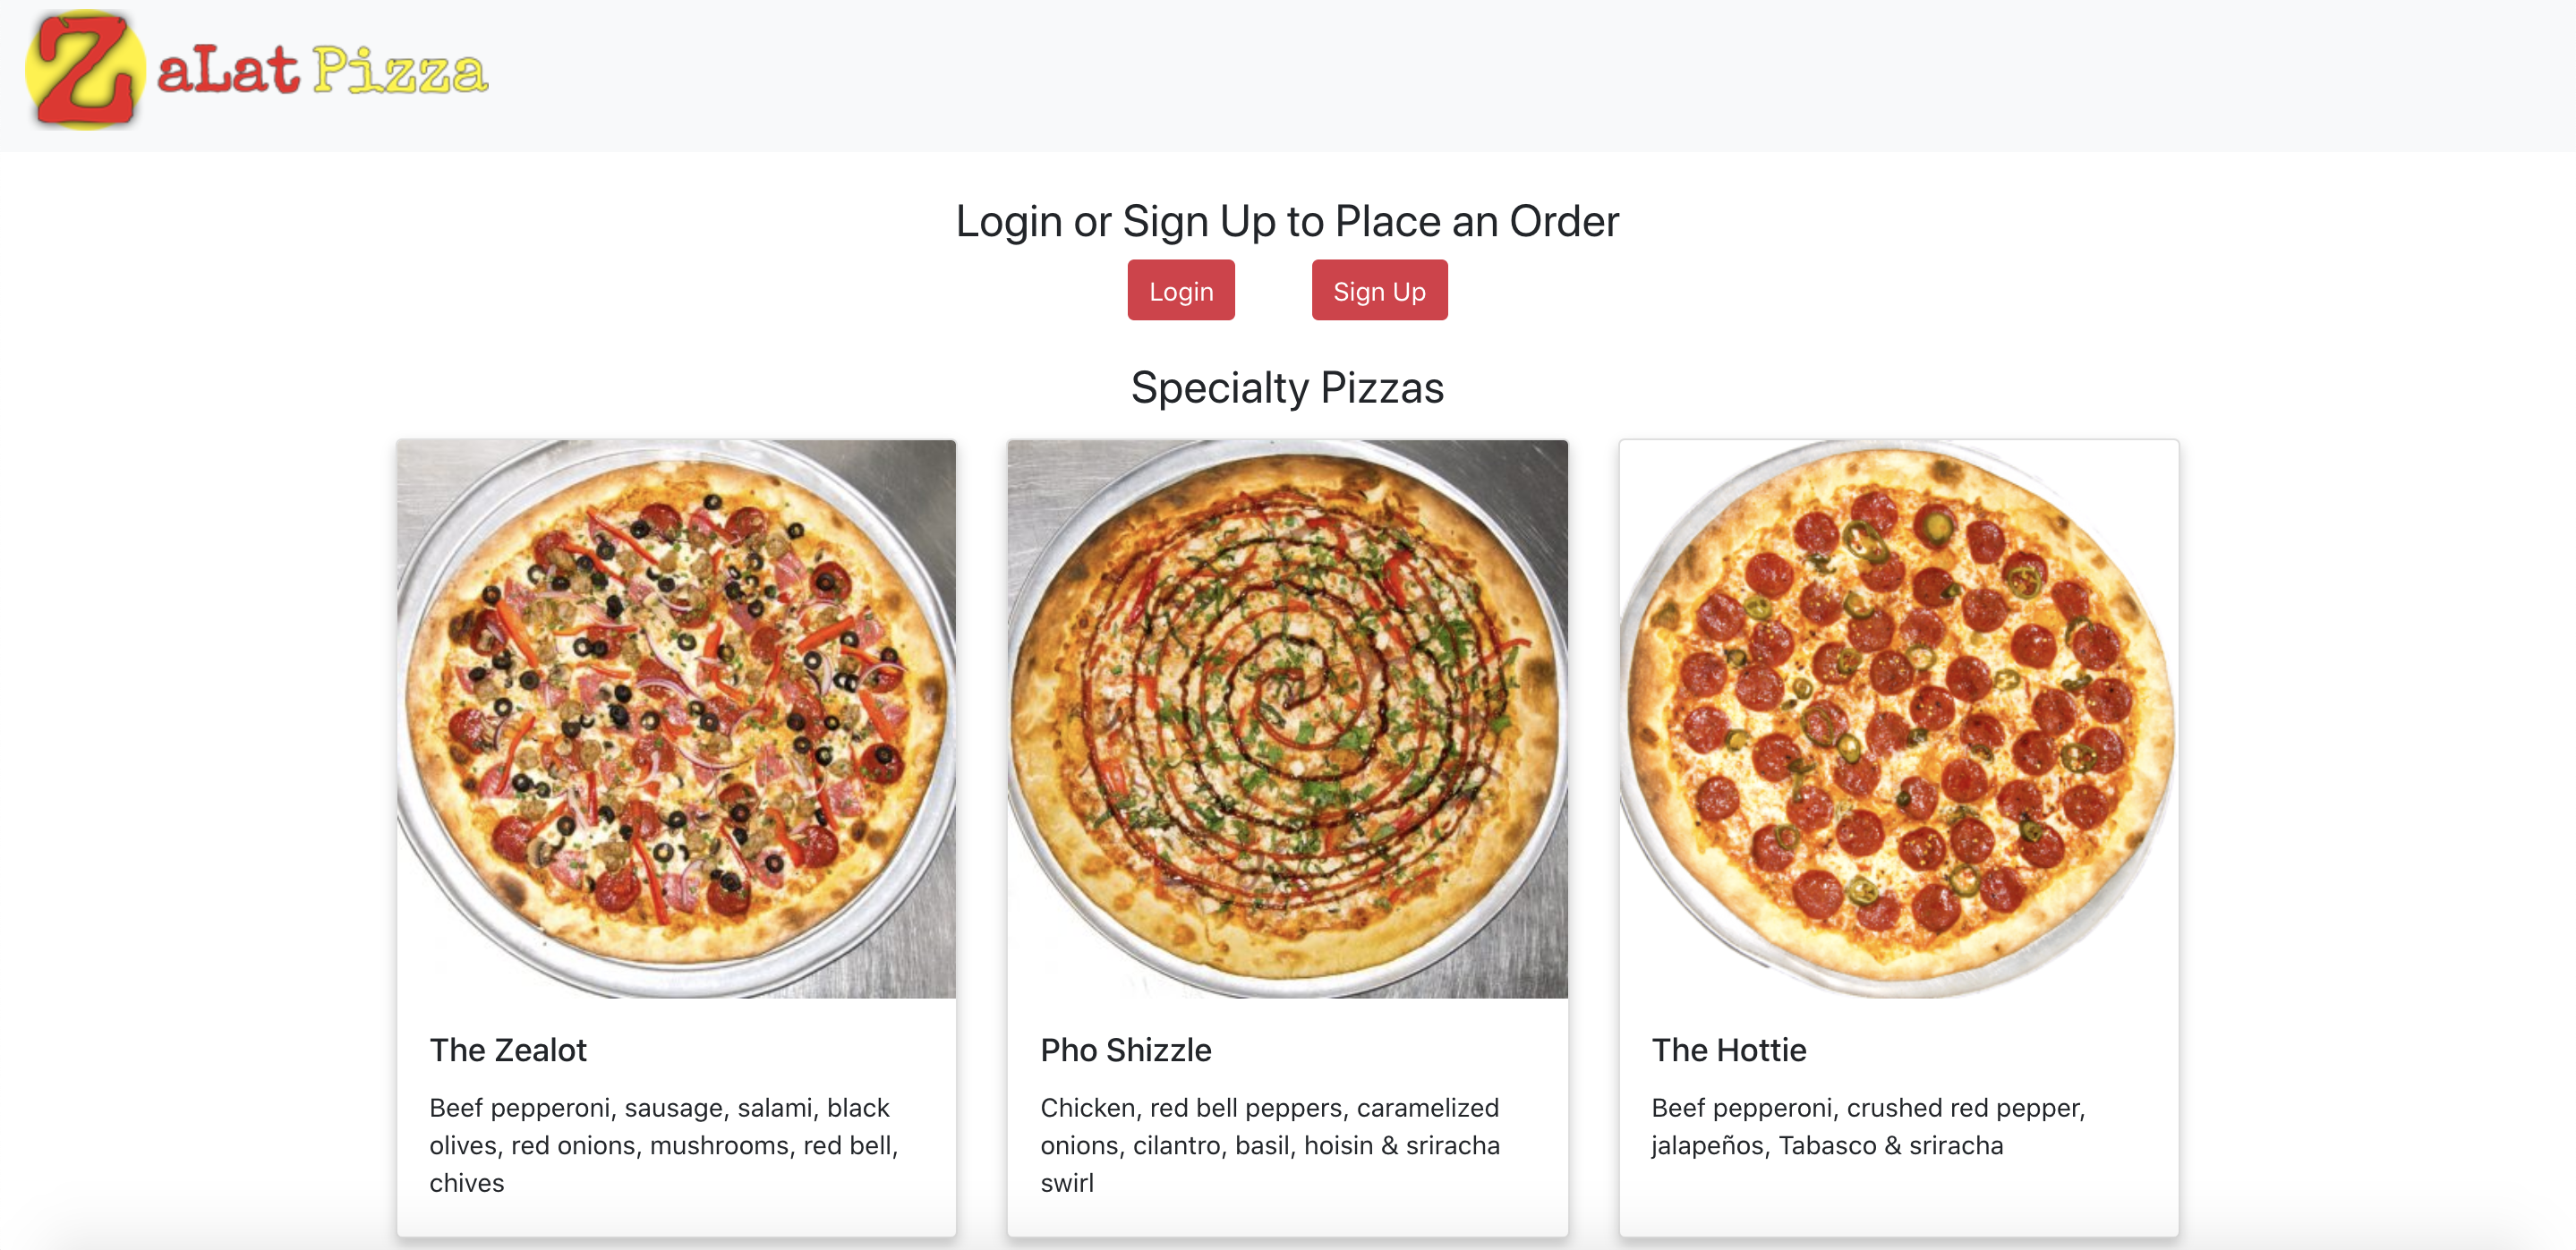 ZaLat Pizza
Login or Sign Up to Place an Order
Login
Sign Up
Specialty Pizzas
The Zealot
Beef pepperoni, sausage, salami, black
olives, red onions, mushrooms, red bell,
chives
Pho Shizzle
Chicken, red bell peppers, caramelized
onions, cilantro, basil, hoisin & sriracha
swirl
The Hottie
Beef pepperoni, crushed red pepper,
jalapeños, Tabasco & sriracha